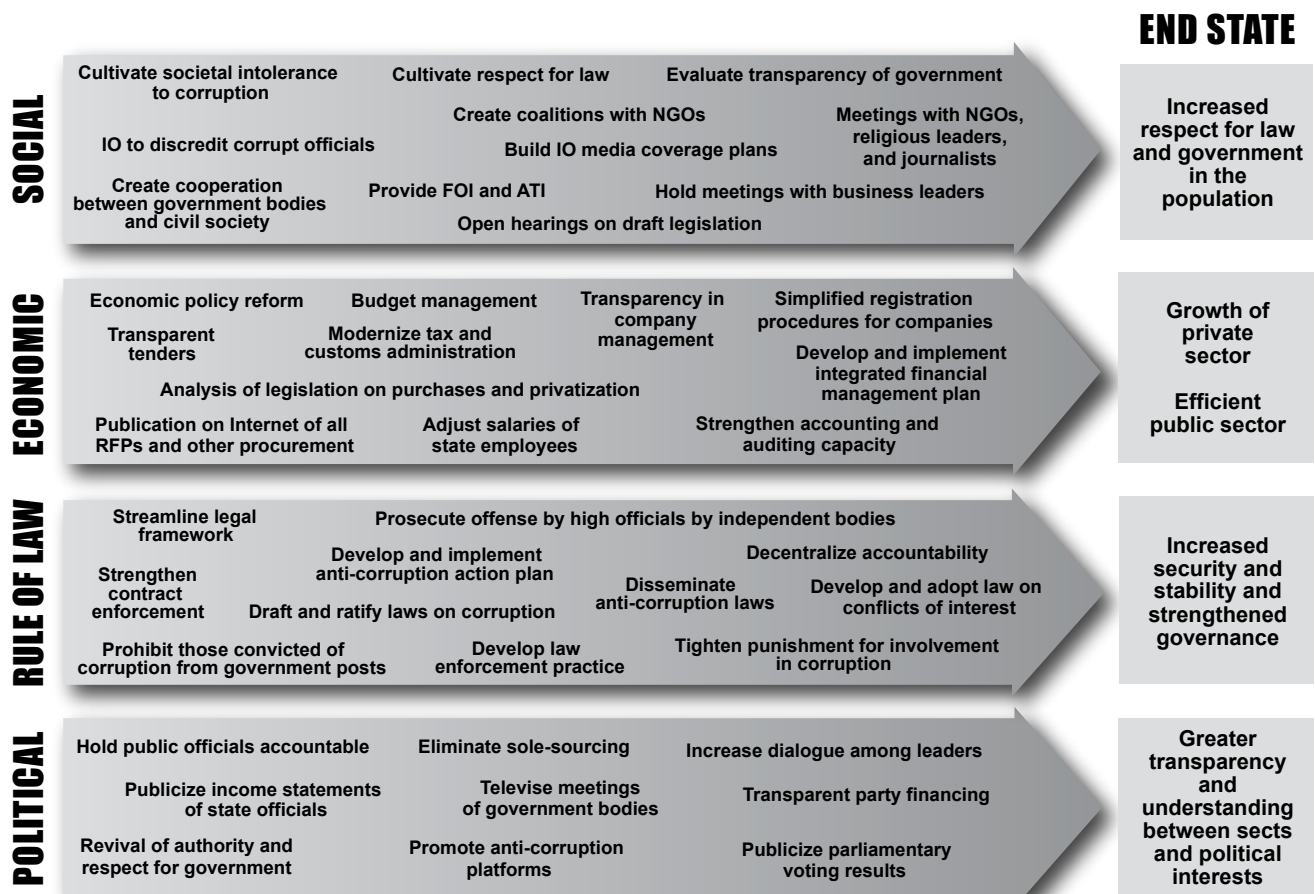 END STATE
SOCIAL
Cultivate societal intolerance
to corruption
Cultivate respect for law
Evaluate transparency of government
Create coalitions with NGOs
Meetings with NGOs,
religious leaders,
and journalists
IO to discredit corrupt officials
Build IO media coverage plans
Create cooperation
between government bodies
and civil society
Provide FOI and ATI
Hold meetings with business leaders
Open hearings on draft legislation
Increased
respect for law
and government
in the
population
ECONOMIC
Economic policy reform
Budget management
Transparency in
company
management
Simplified registration
procedures for companies
Transparent
tenders
Modernize tax and
customs administration
Develop and implement
integrated financial
management plan
Analysis of legislation on purchases and privatization
Publication on Internet of all
RFPs and other procurement
Adjust salaries of
state employees
Strengthen accounting and
auditing capacity
Growth of
private
sector
Efficient
public sector
RULE OF LAW
Streamline legal
framework
Prosecute offense by high officials by independent bodies
Develop and implement
anti-corruption action plan
Decentralize accountability
Strengthen
contract
enforcement
Disseminate
anti-corruption laws
Develop and adopt law on
conflicts of interest
Draft and ratify laws on corruption
Prohibit those convicted of
corruption from government posts
Develop law
enforcement practice
Tighten punishment for involvement
in corruption
Increased
security and
stability and
strengthened
governance
POLITICAL
Hold public officials accountable
Eliminate sole-sourcing
Increase dialogue among leaders
Publicize income statements
of state officials
Televise meetings
of government bodies
Transparent party financing
Revival of authority and
respect for government
Promote anti-corruption
platforms
Publicize parliamentary
voting results
Greater
transparency
and
understanding
between sects
and political
interests